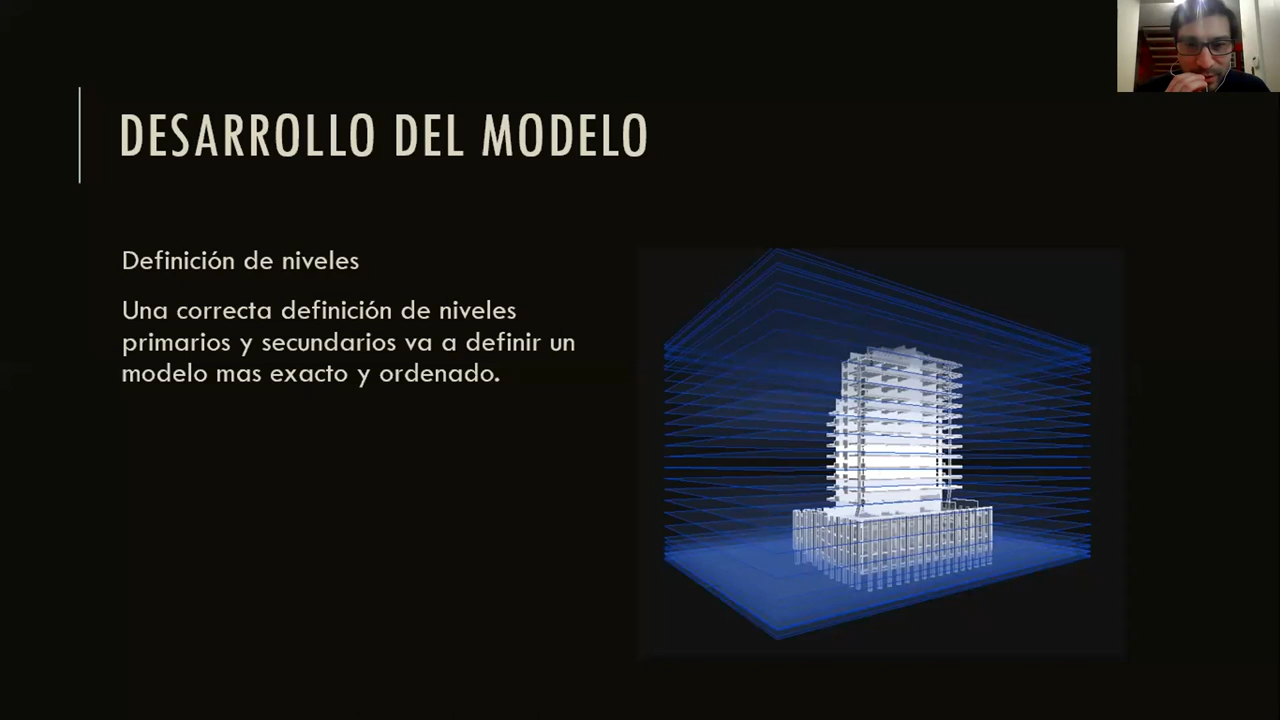 DESARROLLO DEL MODELO
Definición de niveles
Una correcta definición de niveles
primarios y secundarios va a definir un
modelo mas exacto y ordenado.